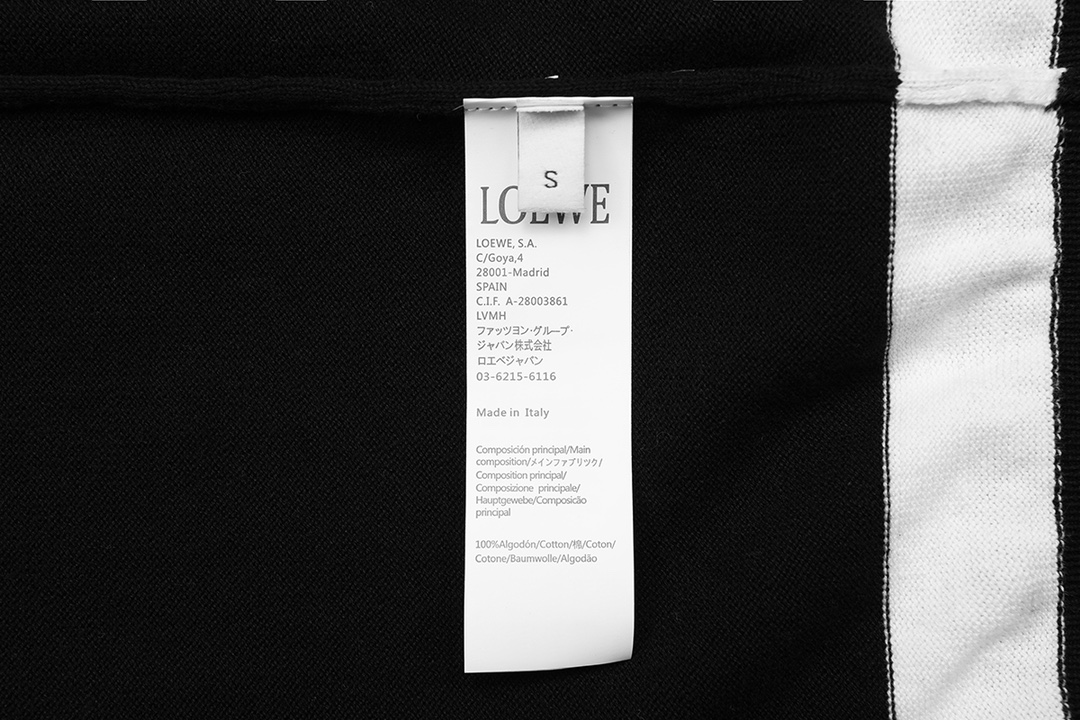 S
LOEWE
LOEWE, S.A.
C/Goya,4
28001-Madrid
SPAIN
C.I.F. A-28003861
LVMH
ファッツヨン·グループ·
ジャパン株式会社
ロエベジャパン
03-6215-6116
Made in Italy
Composición principal/Main
composition/メインファブリツク/
Composition principal/
Composizione principale/
Hauptgewebe/Composicão
principal
100%Algodón/Cotton/棉/Coton/
Cotone/Baumwolle/Algodão